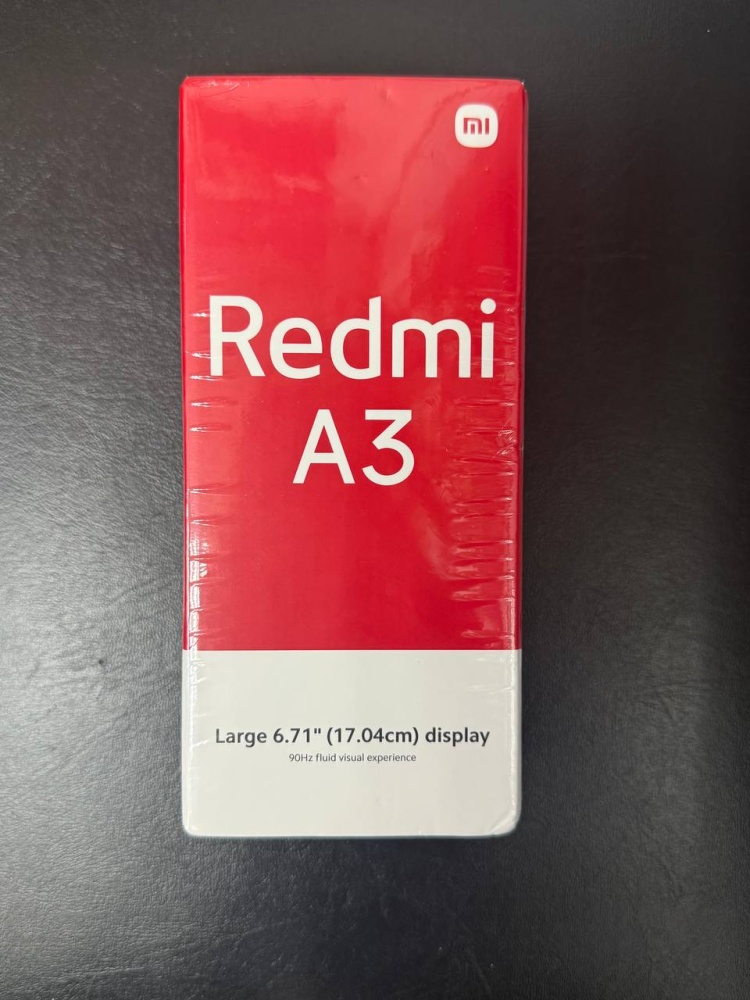 mi
Redmi
A3
Large 6.71" (17.04cm) display
90Hz fluid visual experience